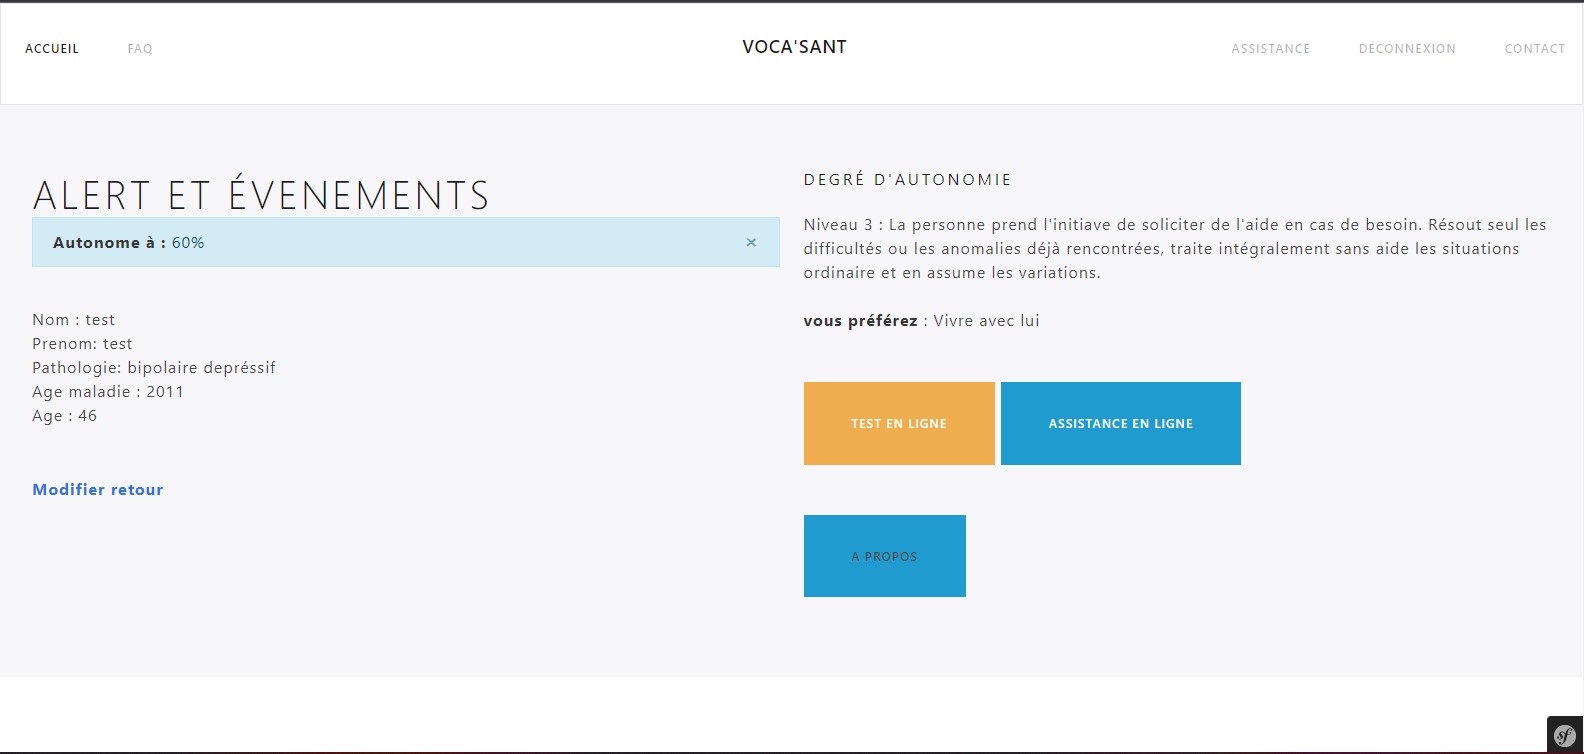 ACCUEIL FAQ VOCA'SANT ASSISTANCE DÉCONNEXION CONTACT
ALERT ET ÉVENEMENTS
Autonome à : 60% ×
Nom : test
Prenom: test
Pathologie: bipolaire depréssif
Age maladie : 2011
Age : 46
Modifier retour
DEGRÉ D'AUTONOMIE
Niveau 3 : La personne prend l'initiave de soliciter de l'aide en cas de besoin. Résout seul les
difficultés ou les anomalies déjà rencontrées, traite intégralement sans aide les situations
ordinaire et en assume les variations.
vous préférez : Vivre avec lui
TEST EN LIGNE ASSISTANCE EN LIGNE
A PROPOS
sf